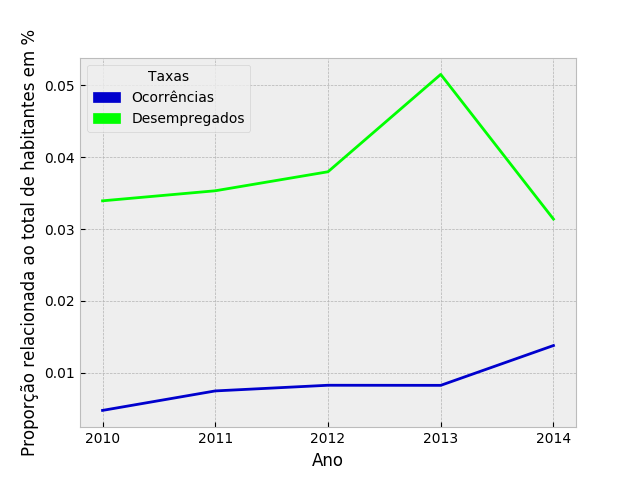 Proporção relacionada ao total de habitantes em %
Taxas
Ocorrências
Desempregados
0.05
0.04
0.03
0.02
0.01
2010 2011 2012 2013 2014
Ano